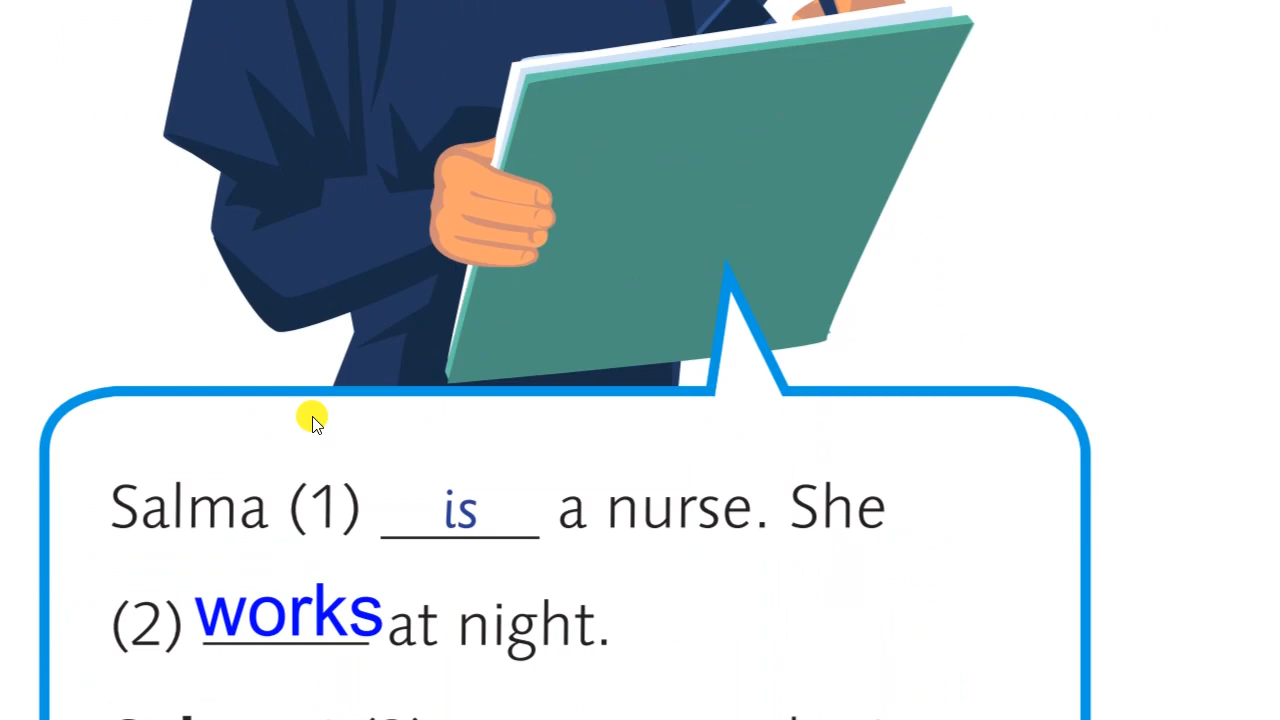 Salma (1) is a nurse. She
(2) works at night.